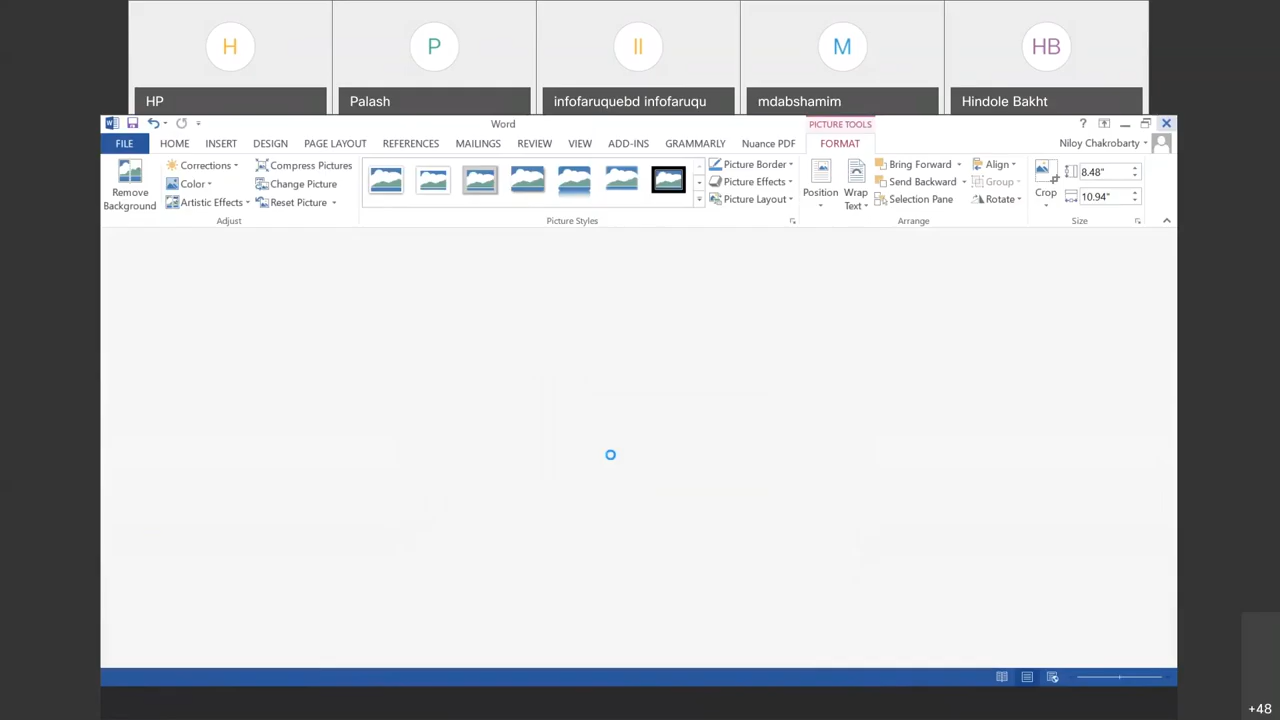 H P II M HB
HP Palash infofaruquebd infofaruqu mdabshamim Hindole Bakht
Word PICTURE TOOLS ?
FILE HOME INSERT DESIGN PAGE LAYOUT REFERENCES MAILINGS REVIEW VIEW ADD-INS GRAMMARLY Nuance PDF FORMAT Niloy Chakrobarty
Corrections Compress Pictures Picture Border Bring Forward Align 8.48"
Color Change Picture Picture Effects Send Backward Group
Remove Background Artistic Effects Reset Picture Picture Layout Position Wrap Text Selection Pane Rotate Crop 10.94"
Adjust Picture Styles Arrange Size
+48